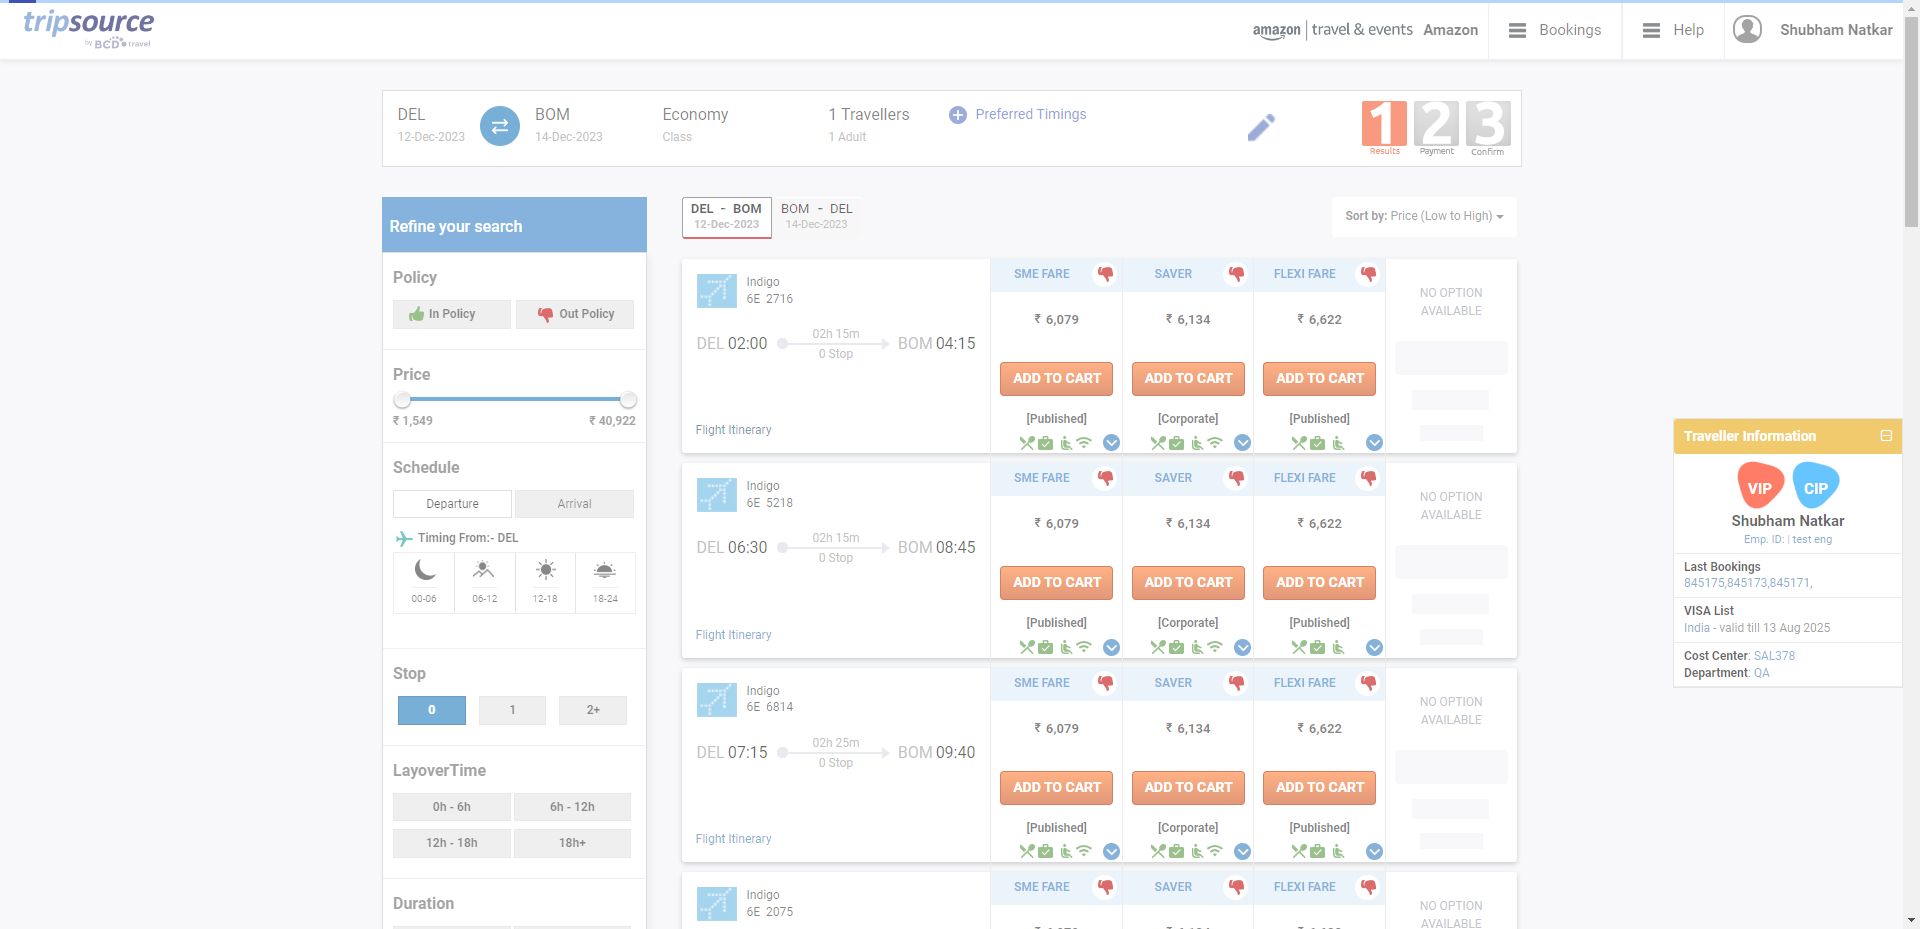 tripsource
by BCD travel
amazon | travel & events Amazon
Bookings
Help
Shubham Natkar
DEL
12-Dec-2023
BOM
14-Dec-2023
Economy
Class
1 Travellers
1 Adult
Preferred Timings
1 2 3
Results Payment Confirm
Refine your search
Policy
In Policy Out Policy
Price
₹ 1,549 ₹ 40,922
Schedule
Departure Arrival
Timing From:- DEL
00-06 06-12 12-18 18-24
Stop
0 1 2+
LayoverTime
0h - 6h 6h - 12h
12h - 18h 18h+
Duration
DEL - BOM
12-Dec-2023
BOM - DEL
14-Dec-2023
Sort by: Price (Low to High)
Indigo
6E 2716
DEL 02:00
02h 15m
0 Stop
BOM 04:15
Flight Itinerary
SME FARE SAVER FLEXI FARE
₹ 6,079 ₹ 6,134 ₹ 6,622
ADD TO CART ADD TO CART ADD TO CART
[Published] [Corporate] [Published]
NO OPTION
AVAILABLE
Indigo
6E 5218
DEL 06:30
02h 15m
0 Stop
BOM 08:45
Flight Itinerary
SME FARE SAVER FLEXI FARE
₹ 6,079 ₹ 6,134 ₹ 6,622
ADD TO CART ADD TO CART ADD TO CART
[Published] [Corporate] [Published]
NO OPTION
AVAILABLE
Indigo
6E 6814
DEL 07:15
02h 25m
0 Stop
BOM 09:40
Flight Itinerary
SME FARE SAVER FLEXI FARE
₹ 6,079 ₹ 6,134 ₹ 6,622
ADD TO CART ADD TO CART ADD TO CART
[Published] [Corporate] [Published]
NO OPTION
AVAILABLE
Indigo
6E 2075
SME FARE SAVER FLEXI FARE
NO OPTION
AVAILABLE
Traveller Information
VIP CIP
Shubham Natkar
Emp. ID: | test eng
Last Bookings
845175,845173,845171,
VISA List
India - valid till 13 Aug 2025
Cost Center: SAL378
Department: QA